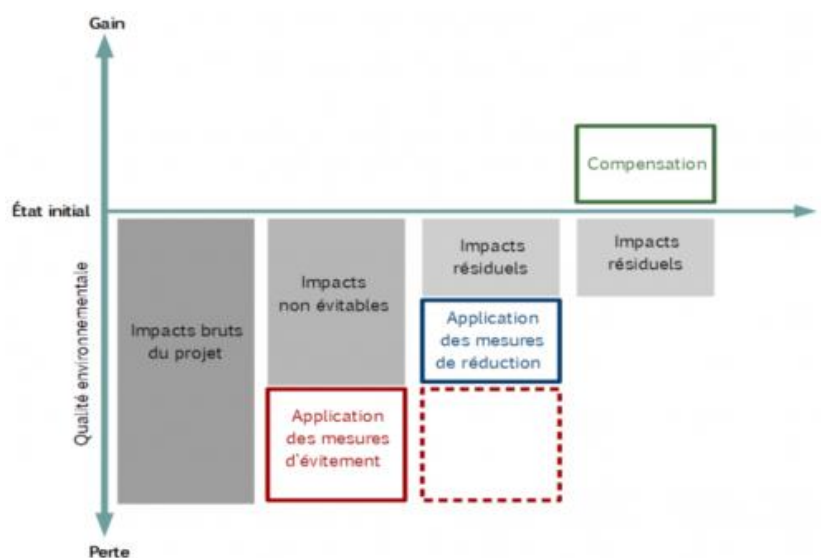 Gain
Compensation
État initial
Qualité environnementale
Impacts bruts
du projet
Impacts
non évitables
Application
des mesures
d'évitement
Impacts
résiduels
Application
des mesures
de réduction
Impacts
résiduels
Perte